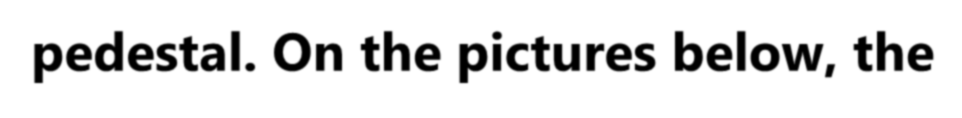 pedestal. On the pictures below, the